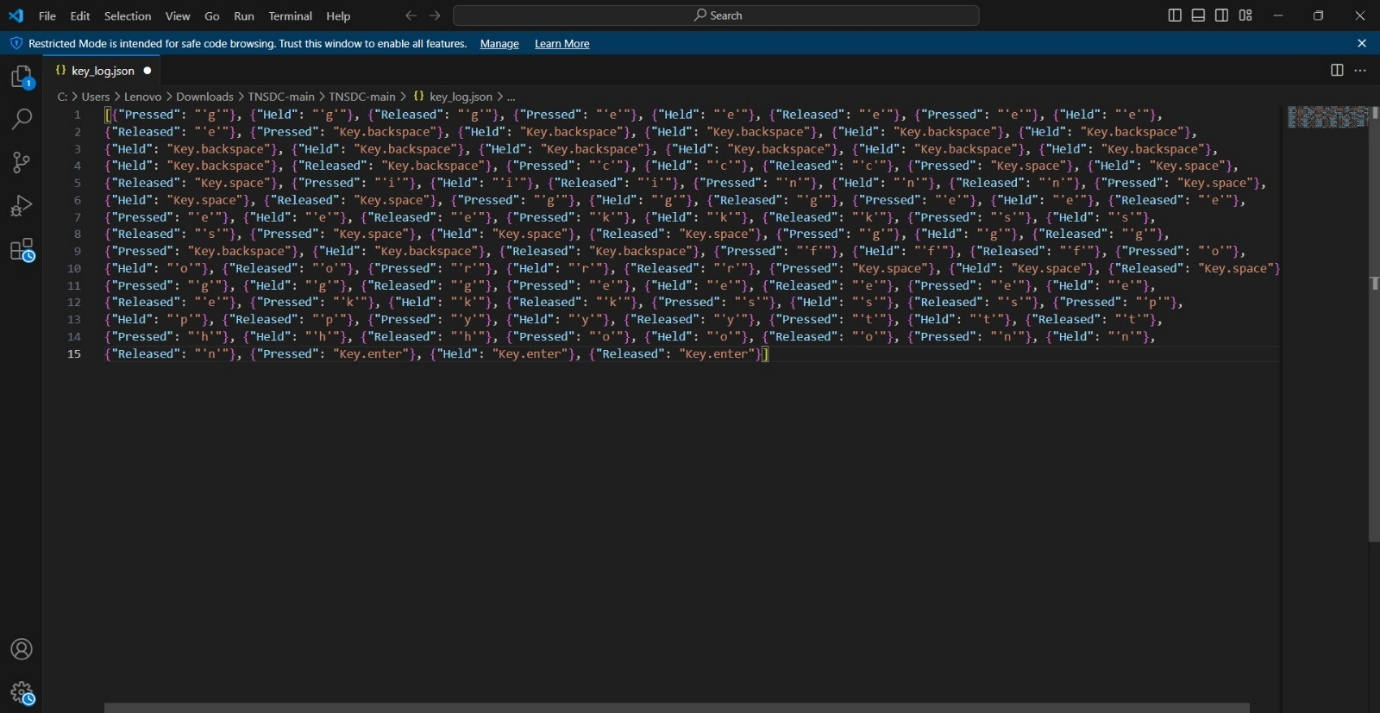 File Edit Selection View Go Run Terminal Help Search
Restricted Mode is intended for safe code browsing. Trust this window to enable all features. Manage Learn More
{} key_log.json
C: > Users > Lenovo > Downloads > TNSDC-main > TNSDC-main > {} key_log.json > ...
1 [{"Pressed": "'g'"}, {"Held": "'g'"}, {"Released": "'g'"}, {"Pressed": "'e'"}, {"Held": "'e'"}, {"Released": "'e'"}, {"Pressed": "'e'"}, {"Held": "'e'"},
2 {"Released": "'e'"}, {"Pressed": "Key.backspace"}, {"Held": "Key.backspace"}, {"Held": "Key.backspace"}, {"Held": "Key.backspace"}, {"Held": "Key.backspace"},
3 {"Held": "Key.backspace"}, {"Held": "Key.backspace"}, {"Held": "Key.backspace"}, {"Held": "Key.backspace"}, {"Held": "Key.backspace"}, {"Held": "Key.backspace"},
4 {"Held": "Key.backspace"}, {"Released": "Key.backspace"}, {"Pressed": "'c'"}, {"Held": "'c'"}, {"Released": "'c'"}, {"Pressed": "Key.space"}, {"Held": "Key.space"},
5 {"Released": "Key.space"}, {"Pressed": "'i'"}, {"Held": "'i'"}, {"Released": "'i'"}, {"Pressed": "'n'"}, {"Held": "'n'"}, {"Released": "'n'"}, {"Pressed": "Key.space"},
6 {"Held": "Key.space"}, {"Released": "Key.space"}, {"Pressed": "'g'"}, {"Held": "'g'"}, {"Released": "'g'"}, {"Pressed": "'e'"}, {"Held": "'e'"}, {"Released": "'e'"},
7 {"Pressed": "'e'"}, {"Held": "'e'"}, {"Released": "'e'"}, {"Pressed": "'k'"}, {"Held": "'k'"}, {"Released": "'k'"}, {"Pressed": "'s'"}, {"Held": "'s'"},
8 {"Released": "'s'"}, {"Pressed": "Key.space"}, {"Held": "Key.space"}, {"Released": "Key.space"}, {"Pressed": "'g'"}, {"Held": "'g'"}, {"Released": "'g'"},
9 {"Pressed": "Key.backspace"}, {"Held": "Key.backspace"}, {"Released": "Key.backspace"}, {"Pressed": "'f'"}, {"Held": "'f'"}, {"Released": "'f'"}, {"Pressed": "'o'"},
10 {"Held": "'o'"}, {"Released": "'o'"}, {"Pressed": "'r'"}, {"Held": "'r'"}, {"Released": "'r'"}, {"Pressed": "Key.space"}, {"Held": "Key.space"}, {"Released": "Key.space"}
11 {"Pressed": "'g'"}, {"Held": "'g'"}, {"Released": "'g'"}, {"Pressed": "'e'"}, {"Held": "'e'"}, {"Released": "'e'"}, {"Pressed": "'e'"}, {"Held": "'e'"},
12 {"Released": "'e'"}, {"Pressed": "'k'"}, {"Held": "'k'"}, {"Released": "'k'"}, {"Pressed": "'s'"}, {"Held": "'s'"}, {"Released": "'s'"}, {"Pressed": "'p'"},
13 {"Held": "'p'"}, {"Released": "'p'"}, {"Pressed": "'y'"}, {"Held": "'y'"}, {"Released": "'y'"}, {"Pressed": "'t'"}, {"Held": "'t'"}, {"Released": "'t'"},
14 {"Pressed": "'h'"}, {"Held": "'h'"}, {"Released": "'h'"}, {"Pressed": "'o'"}, {"Held": "'o'"}, {"Released": "'o'"}, {"Pressed": "'n'"}, {"Held": "'n'"},
15 {"Released": "'n'"}, {"Pressed": "Key.enter"}, {"Held": "Key.enter"}, {"Released": "Key.enter"}]